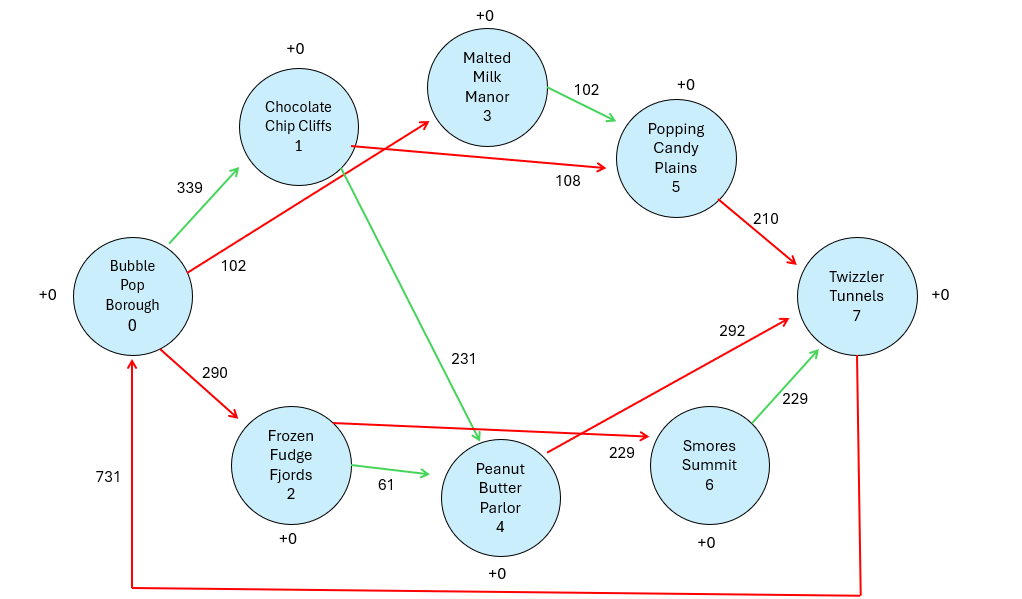 +0
Malted
Milk
Manor
3
+0
Chocolate
Chip Cliffs
1
102
+0
Popping
Candy
Plains
5
339
108
210
102
Bubble
Pop
Borough
0
+0
Twizzler
Tunnels
7
+0
290
231
292
229
Frozen
Fudge
Fjords
2
61
229
Smores
Summit
6
Peanut
Butter
Parlor
4
731
+0
+0
+0